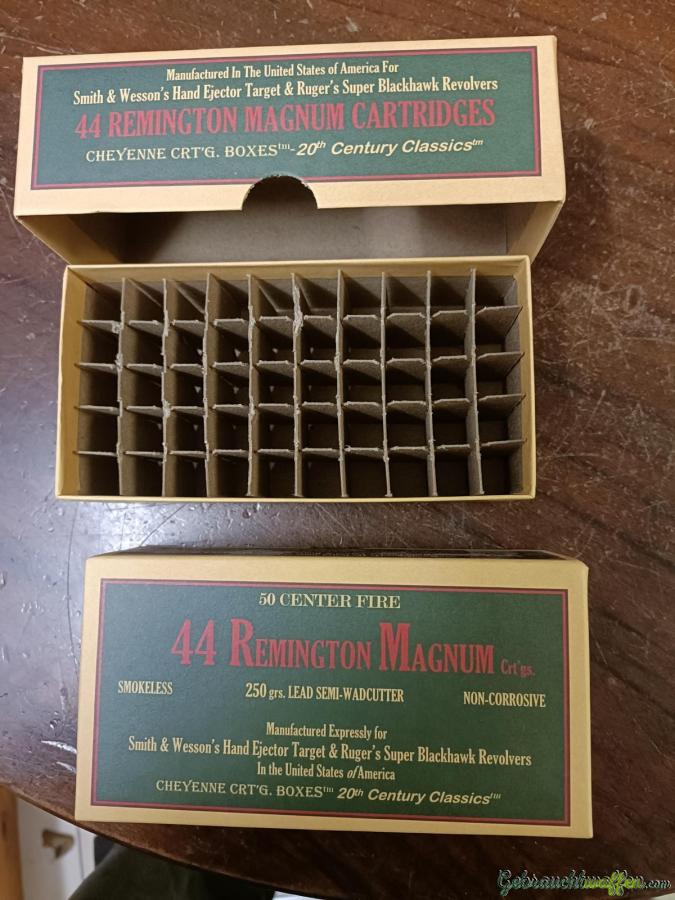 Manufactured In The United States of America For
Smith & Wesson's Hand Ejector Target & Ruger's Super Blackhawk Revolvers
44 REMINGTON MAGNUM CARTRIDGES
CHEYENNE CRT'G. BOXES™-20th Century Classics™
50 CENTER FIRE
44 REMINGTON MAGNUM Crt'gs.
SMOKELESS 250 grs. LEAD SEMI-WADCUTTER NON-CORROSIVE
Manufactured Expressly for
Smith & Wesson's Hand Ejector Target & Ruger's Super Blackhawk Revolvers
In the United States of America
CHEYENNE CRT'G. BOXES™ 20th Century Classics™
Gebrauchtwaffen.com